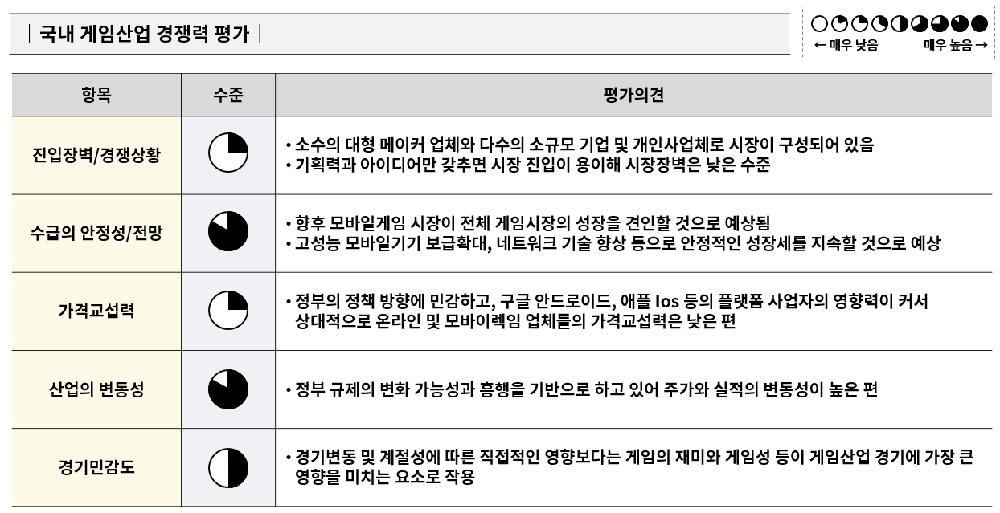 | 국내 게임산업 경쟁력 평가 |
← 매우 낮음 매우 높음 →
항목 수준 평가의견
진입장벽/경쟁상황
• 소수의 대형 메이커 업체와 다수의 소규모 기업 및 개인사업체로 시장이 구성되어 있음
• 기획력과 아이디어만 갖추면 시장 진입이 용이해 시장장벽은 낮은 수준
수급의 안정성/전망
• 향후 모바일게임 시장이 전체 게임시장의 성장을 견인할 것으로 예상됨
• 고성능 모바일기기 보급확대, 네트워크 기술 향상 등으로 안정적인 성장세를 지속할 것으로 예상
가격교섭력
• 정부의 정책 방향에 민감하고, 구글 안드로이드, 애플 Ios 등의 플랫폼 사업자의 영향력이 커서
상대적으로 온라인 및 모바이렉임 업체들의 가격교섭력은 낮은 편
산업의 변동성
• 정부 규제의 변화 가능성과 흥행을 기반으로 하고 있어 주가와 실적의 변동성이 높은 편
경기민감도
• 경기변동 및 계절성에 따른 직접적인 영향보다는 게임의 재미와 게임성 등이 게임산업 경기에 가장 큰
영향을 미치는 요소로 작용